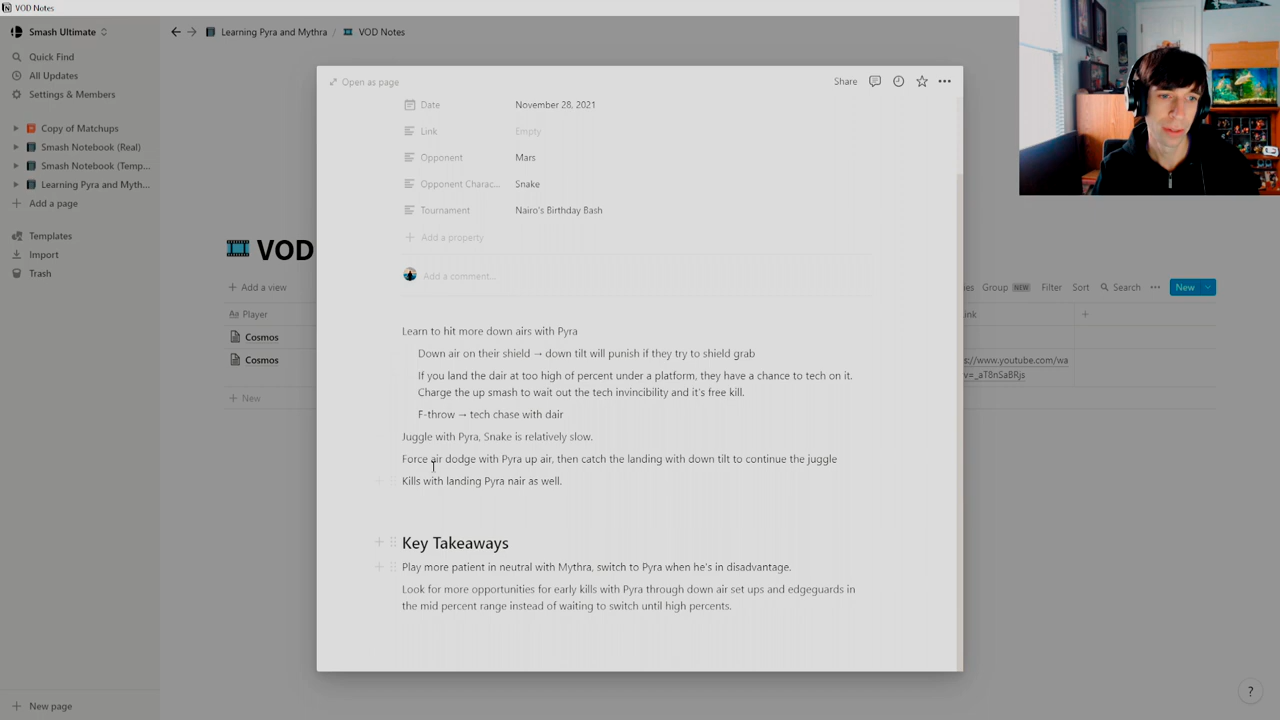 VOD Notes
Smash Ultimate
Learning Pyra and Mythra / VOD Notes
Quick Find
All Updates
Settings & Members
Copy of Matchups
Smash Notebook (Real)
Smash Notebook (Temp...
Learning Pyra and Myth...
Add a page
Templates
Import
Trash
New page
VOD
Add a view
Group NEW
Filter
Sort
Search
New
Player
Cosmos
Cosmos
New
s://www.youtube.com/wa
v=_aT8nSaBRjs
Open as page
Share
Date November 28, 2021
Link Empty
Opponent Mars
Opponent Charac... Snake
Tournament Nairo's Birthday Bash
Add a property
Add a comment...
Learn to hit more down airs with Pyra
Down air on their shield → down tilt will punish if they try to shield grab
If you land the dair at too high of percent under a platform, they have a chance to tech on it.
Charge the up smash to wait out the tech invincibility and it's free kill.
F-throw → tech chase with dair
Juggle with Pyra, Snake is relatively slow.
Force air dodge with Pyra up air, then catch the landing with down tilt to continue the juggle
Kills with landing Pyra nair as well.
Key Takeaways
Play more patient in neutral with Mythra, switch to Pyra when he's in disadvantage.
Look for more opportunities for early kills with Pyra through down air set ups and edgeguards in
the mid percent range instead of waiting to switch until high percents.
?